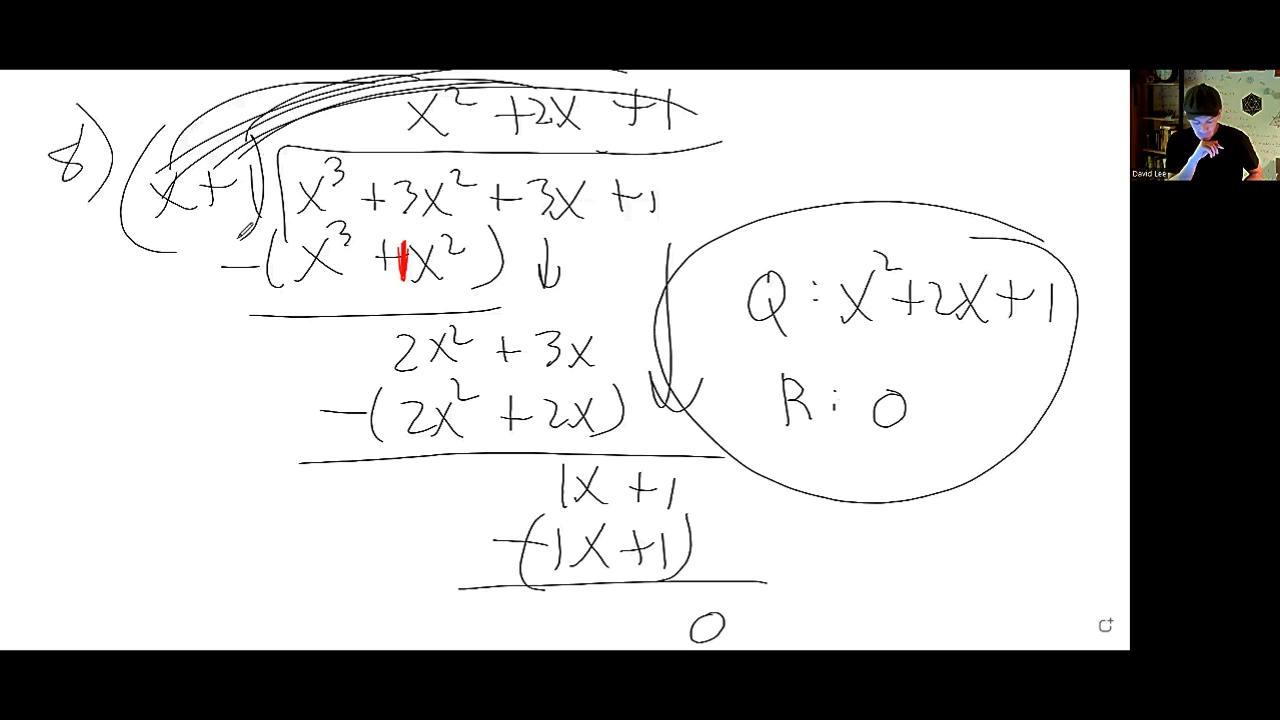 8)
x² + 2x + 1
(x + 1) x³ + 3x² + 3x + 1
-(x³ + 1x²)
2x² + 3x
-(2x² + 2x)
1x + 1
-(1x + 1)
0
Q: x² + 2x + 1
R: 0
David Lee